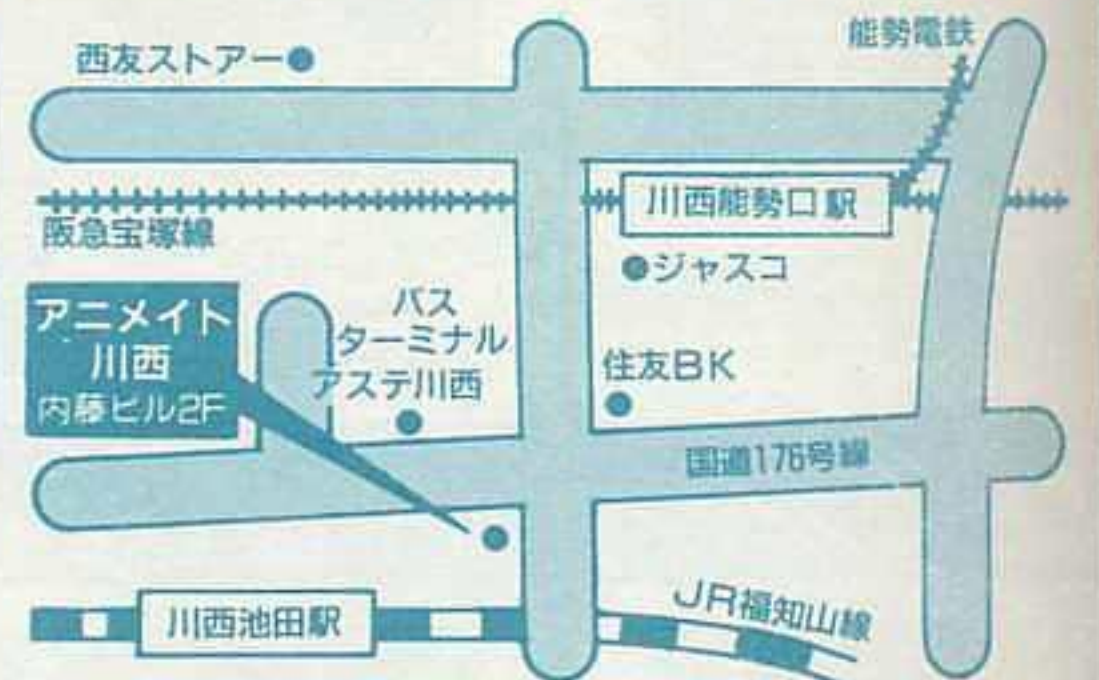 能勢電鉄
西友ストアー
川西能勢口駅
阪急宝塚線
ジャスコ
アニメイト
川西
内藤ビル2F
バス
ターミナル
アステ川西
住友BK
国道176号線
JR福知山線
川西池田駅